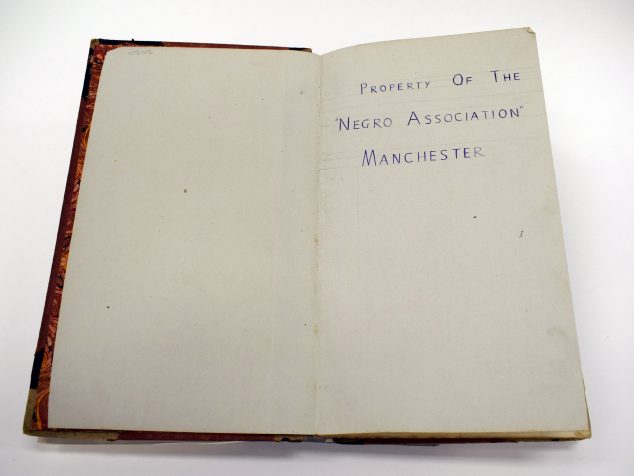 PROPERTY OF THE
"NEGRO ASSOCIATION"
MANCHESTER